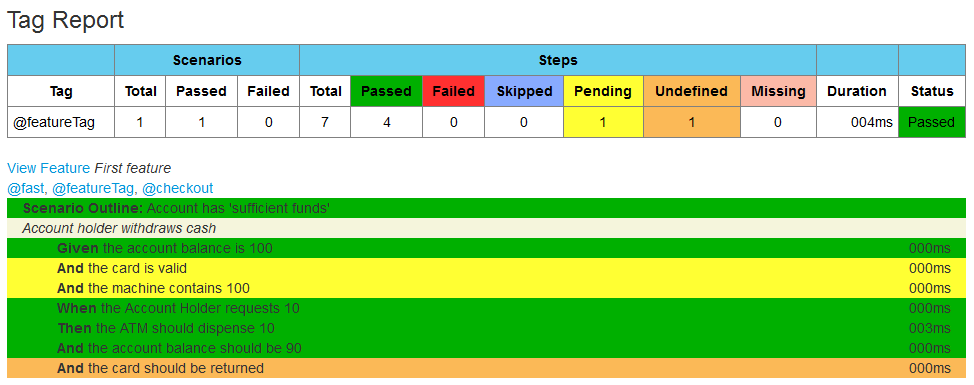 Tag Report
Scenarios Steps
Tag Total Passed Failed Total Passed Failed Skipped Pending Undefined Missing Duration Status
@featureTag 1 1 0 7 4 0 0 1 1 0 004ms Passed
View Feature First feature
@fast, @featureTag, @checkout
Scenario Outline: Account has 'sufficient funds'
Account holder withdraws cash
Given the account balance is 100 000ms
And the card is valid 000ms
And the machine contains 100 000ms
When the Account Holder requests 10 000ms
Then the ATM should dispense 10 003ms
And the account balance should be 90 000ms
And the card should be returned 000ms